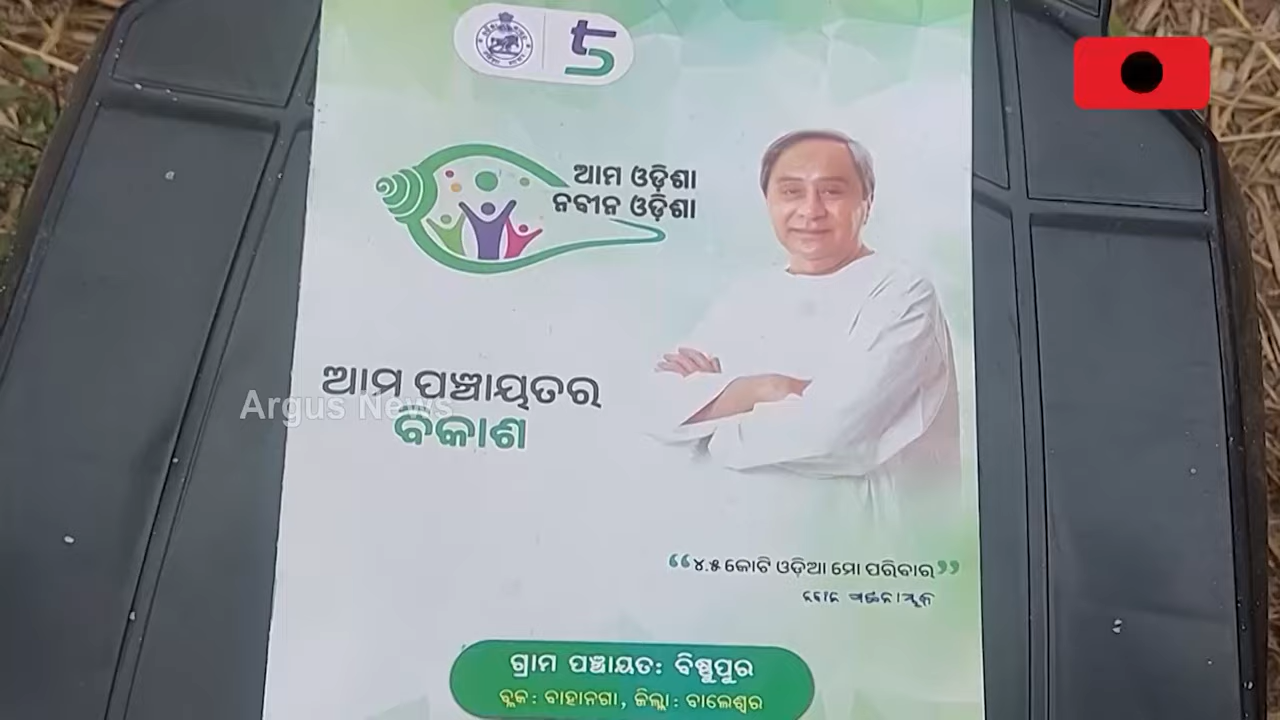 5
ଆମ ଓଡ଼ିଶା
ନବୀନ ଓଡ଼ିଶା
ଆମ ପଞ୍ଚାୟତର
Argus News
ବିକାଶ
“୪.୫ କୋଟି ଓଡ଼ିଆ ମୋ ପରିବାର”
ଗ୍ରାମ ପଞ୍ଚାୟତ: ବିଷ୍ଣୁପୁର
ବ୍ଲକ: ବାହାନଗା, ଜିଲ୍ଲା: ବାଲେଶ୍ୱର